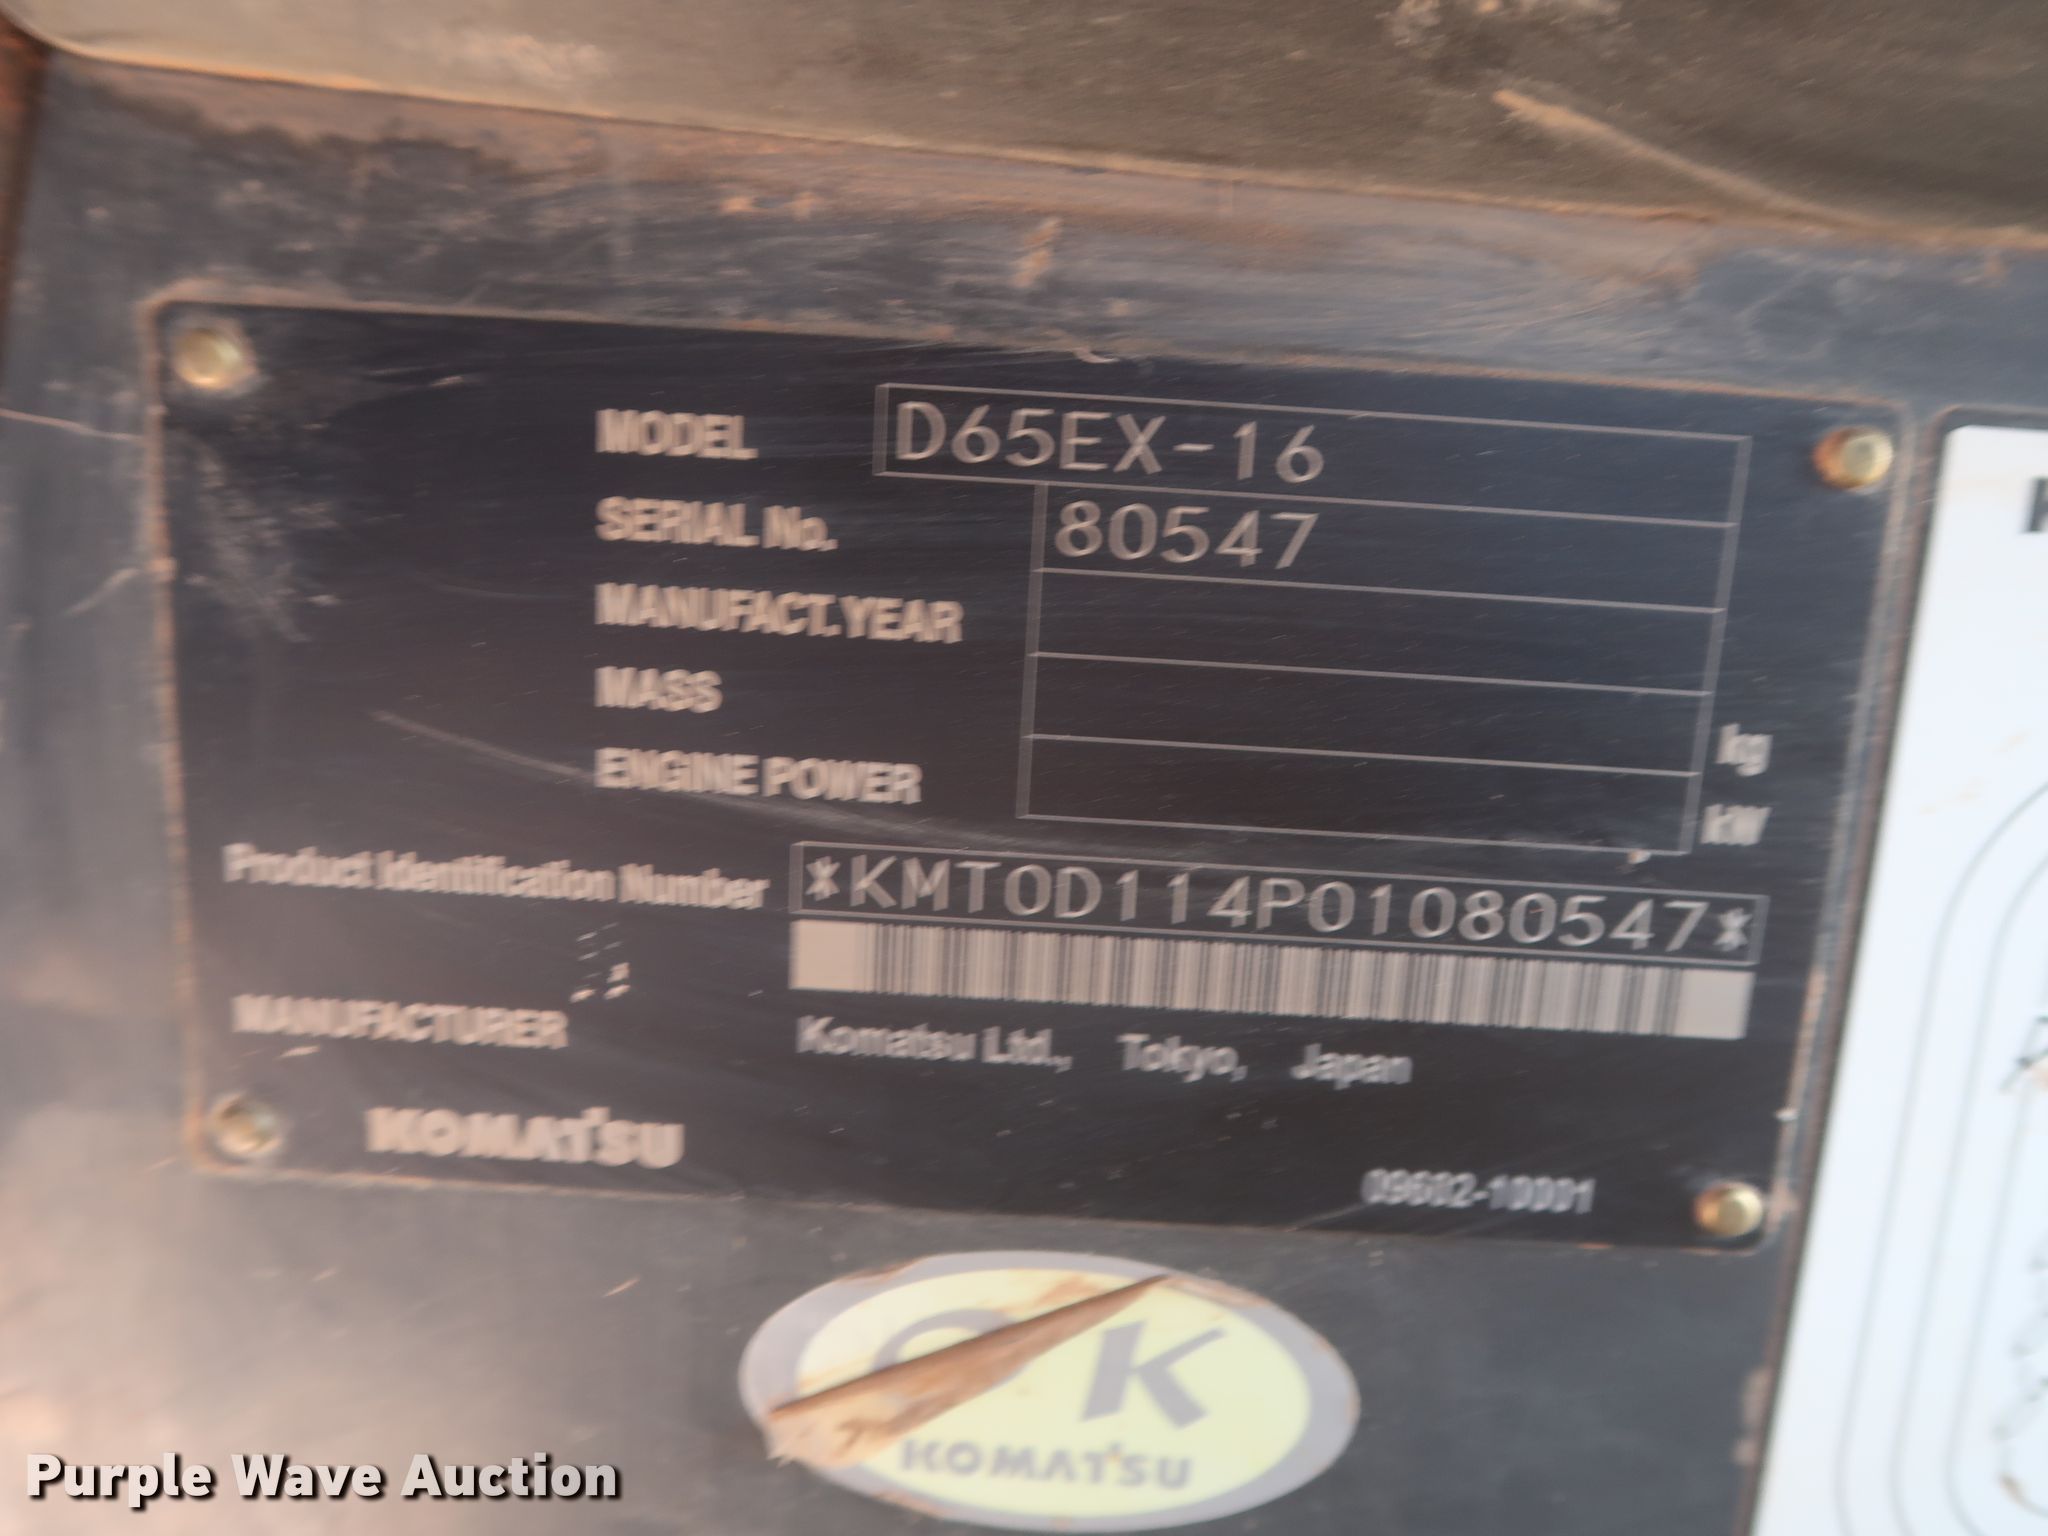 MODEL D65EX-16
SERIAL No. 80547
MANUFACT. YEAR
MASS kg
ENGINE POWER kW
Product Identification Number *KMT0D114P01080547*
MANUFACTURER Komatsu Ltd., Tokyo, Japan
KOMATSU
09602-10001
OK
KOMATSU
Purple Wave Auction